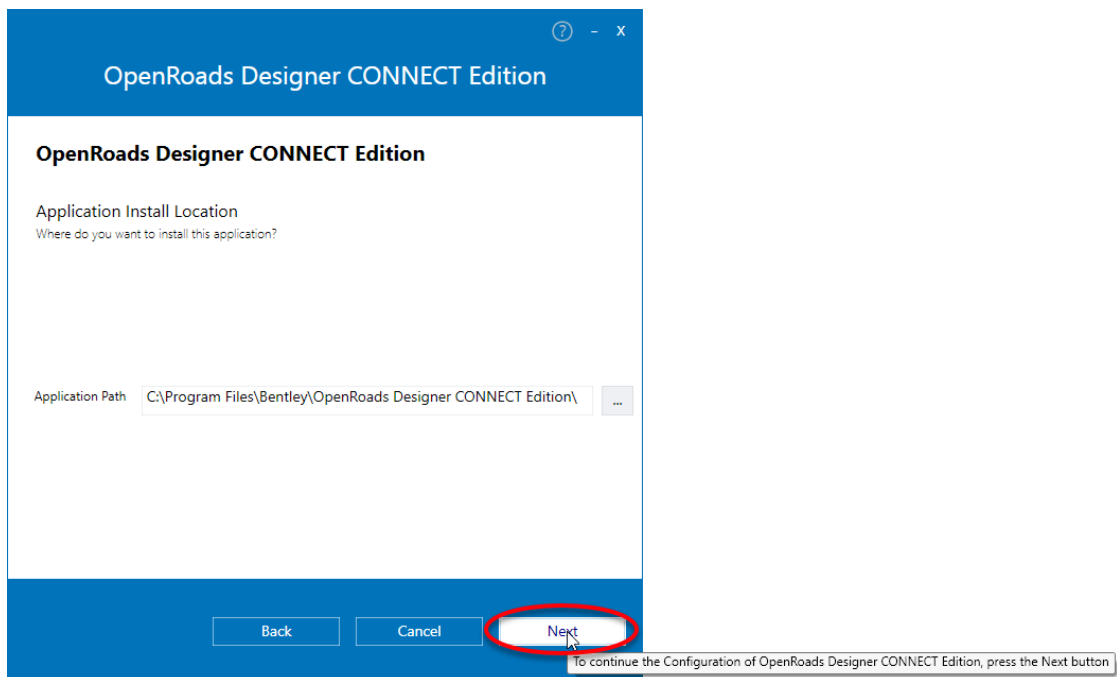 ? – X
OpenRoads Designer CONNECT Edition
OpenRoads Designer CONNECT Edition
Application Install Location
Where do you want to install this application?
Application Path C:\Program Files\Bentley\OpenRoads Designer CONNECT Edition\ ...
Back Cancel Next
To continue the Configuration of OpenRoads Designer CONNECT Edition, press the Next button